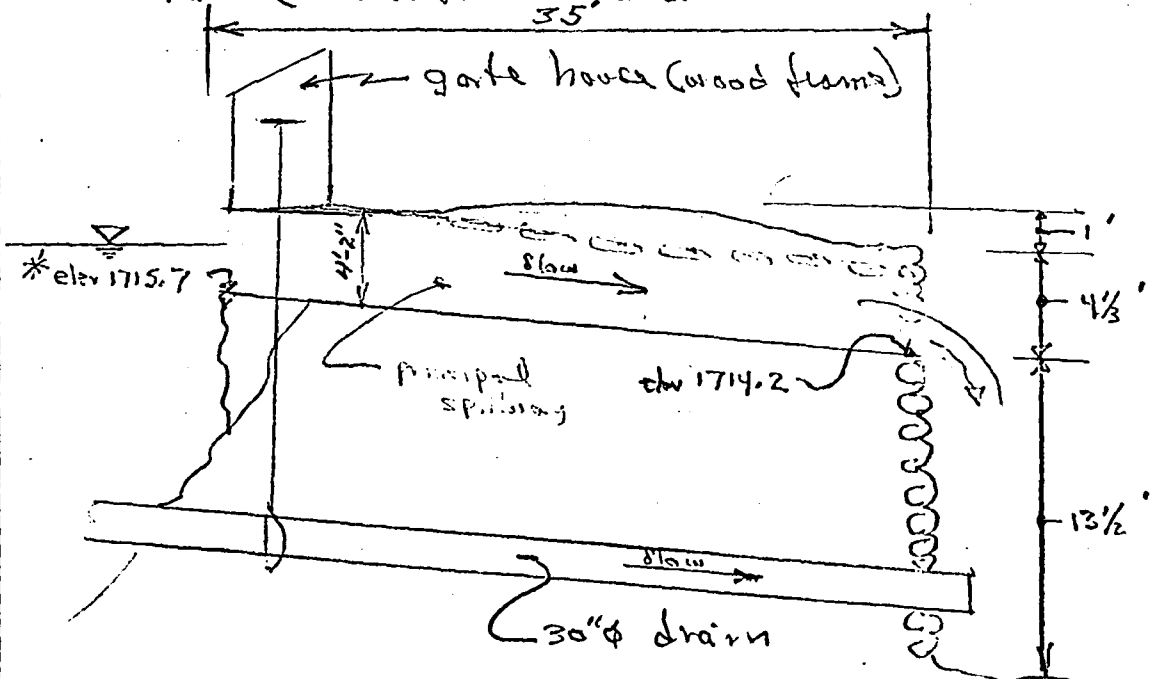 35'
gate house (wood frame)
1'
4'-2"
flow
* elev 1715.7
4⅓'
principal
spillway
elev 1714.2
13½'
flow
30"φ drain